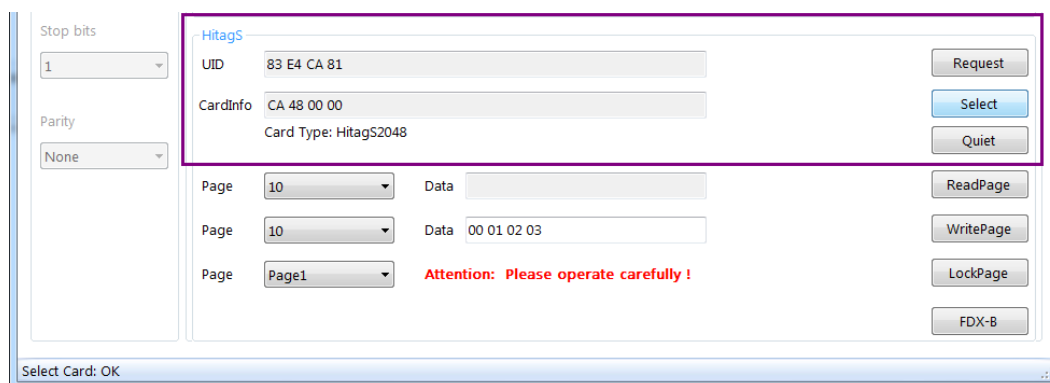 Stop bits
1
Parity
None
HitagS
UID 83 E4 CA 81 Request
CardInfo CA 48 00 00 Select
Card Type: HitagS2048
Quiet
Page 10 Data ReadPage
Page 10 Data 00 01 02 03 WritePage
Page Page1 Attention: Please operate carefully ! LockPage
FDX-B
Select Card: OK